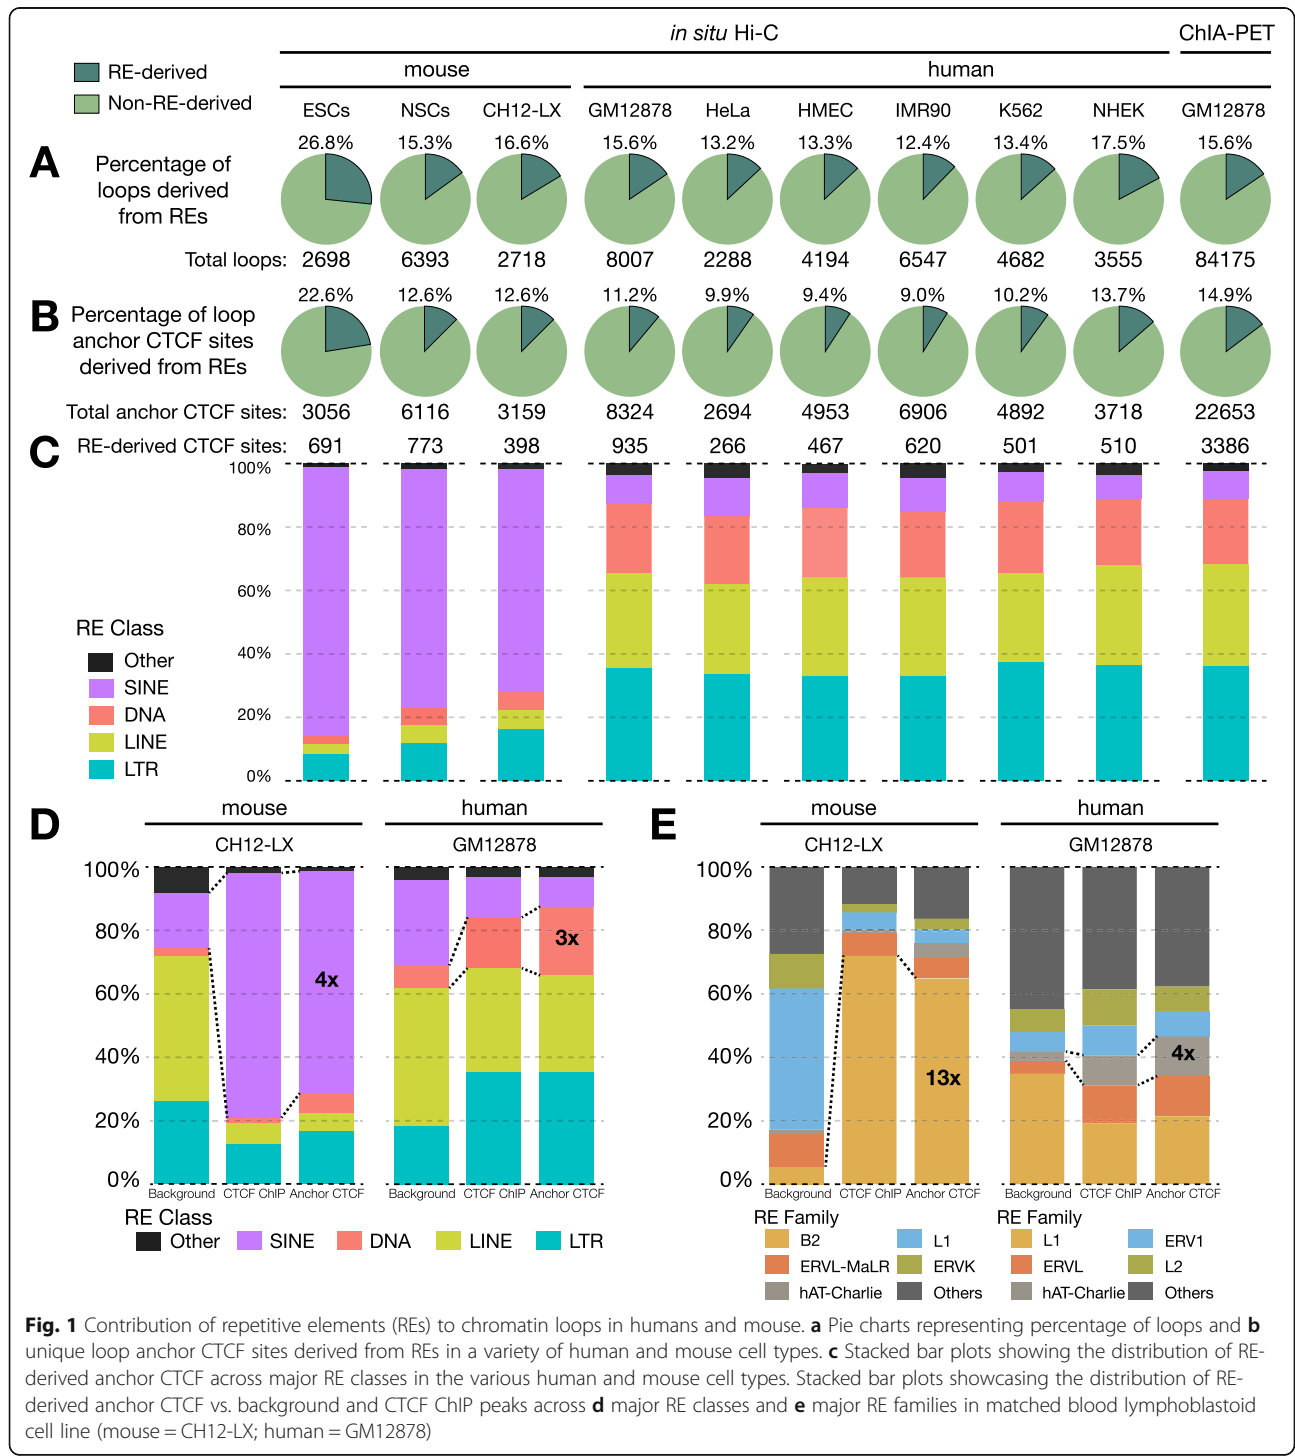 in situ Hi-C
ChIA-PET
RE-derived
Non-RE-derived
mouse
human
ESCs NSCs CH12-LX GM12878 HeLa HMEC IMR90 K562 NHEK GM12878
26.8% 15.3% 16.6% 15.6% 13.2% 13.3% 12.4% 13.4% 17.5% 15.6%
A
Percentage of
loops derived
from REs
Total loops: 2698 6393 2718 8007 2288 4194 6547 4682 3555 84175
22.6% 12.6% 12.6% 11.2% 9.9% 9.4% 9.0% 10.2% 13.7% 14.9%
B
Percentage of loop
anchor CTCF sites
derived from REs
Total anchor CTCF sites: 3056 6116 3159 8324 2694 4953 6906 4892 3718 22653
C
RE-derived CTCF sites: 691 773 398 935 266 467 620 501 510 3386
100%
80%
60%
40%
20%
0%
RE Class
Other
SINE
DNA
LINE
LTR
D
mouse human
CH12-LX GM12878
100%
80%
60%
40%
20%
0%
4x
3x
Background CTCF ChIP Anchor CTCF Background CTCF ChIP Anchor CTCF
RE Class
Other SINE DNA LINE LTR
E
mouse human
CH12-LX GM12878
100%
80%
60%
40%
20%
0%
13x
4x
Background CTCF ChIP Anchor CTCF Background CTCF ChIP Anchor CTCF
RE Family
B2 L1
ERVL-MaLR ERVK
hAT-Charlie Others
RE Family
L1 ERV1
ERVL L2
hAT-Charlie Others
Fig. 1 Contribution of repetitive elements (REs) to chromatin loops in humans and mouse. a Pie charts representing percentage of loops and b
unique loop anchor CTCF sites derived from REs in a variety of human and mouse cell types. c Stacked bar plots showing the distribution of RE-
derived anchor CTCF across major RE classes in the various human and mouse cell types. Stacked bar plots showcasing the distribution of RE-
derived anchor CTCF vs. background and CTCF ChIP peaks across d major RE classes and e major RE families in matched blood lymphoblastoid
cell line (mouse = CH12-LX; human = GM12878)